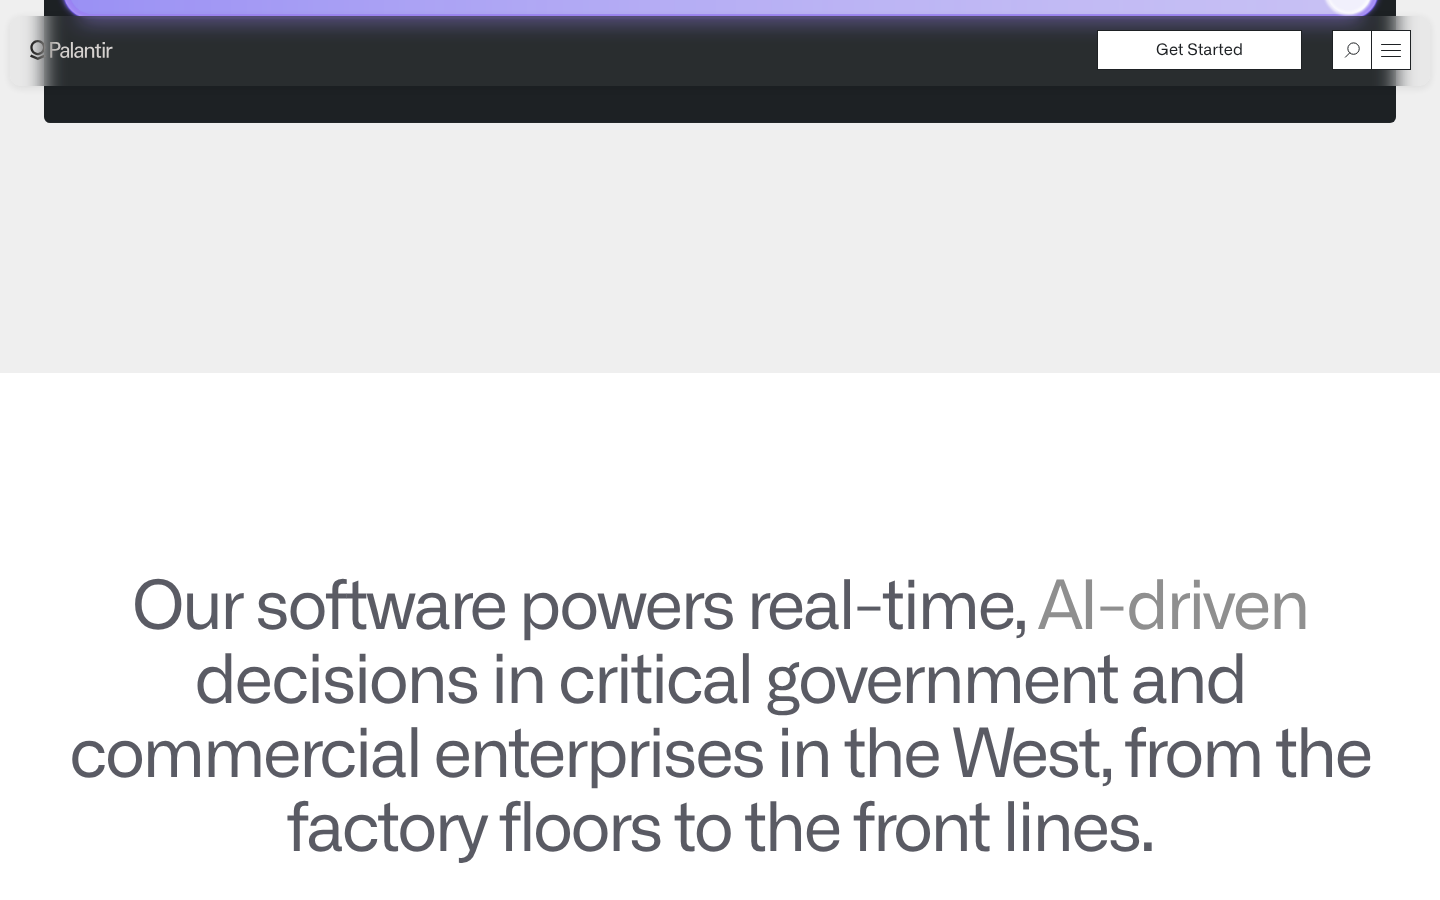 Palantir
Get Started
Our software powers real-time, AI-driven
decisions in critical government and
commercial enterprises in the West, from the
factory floors to the front lines.